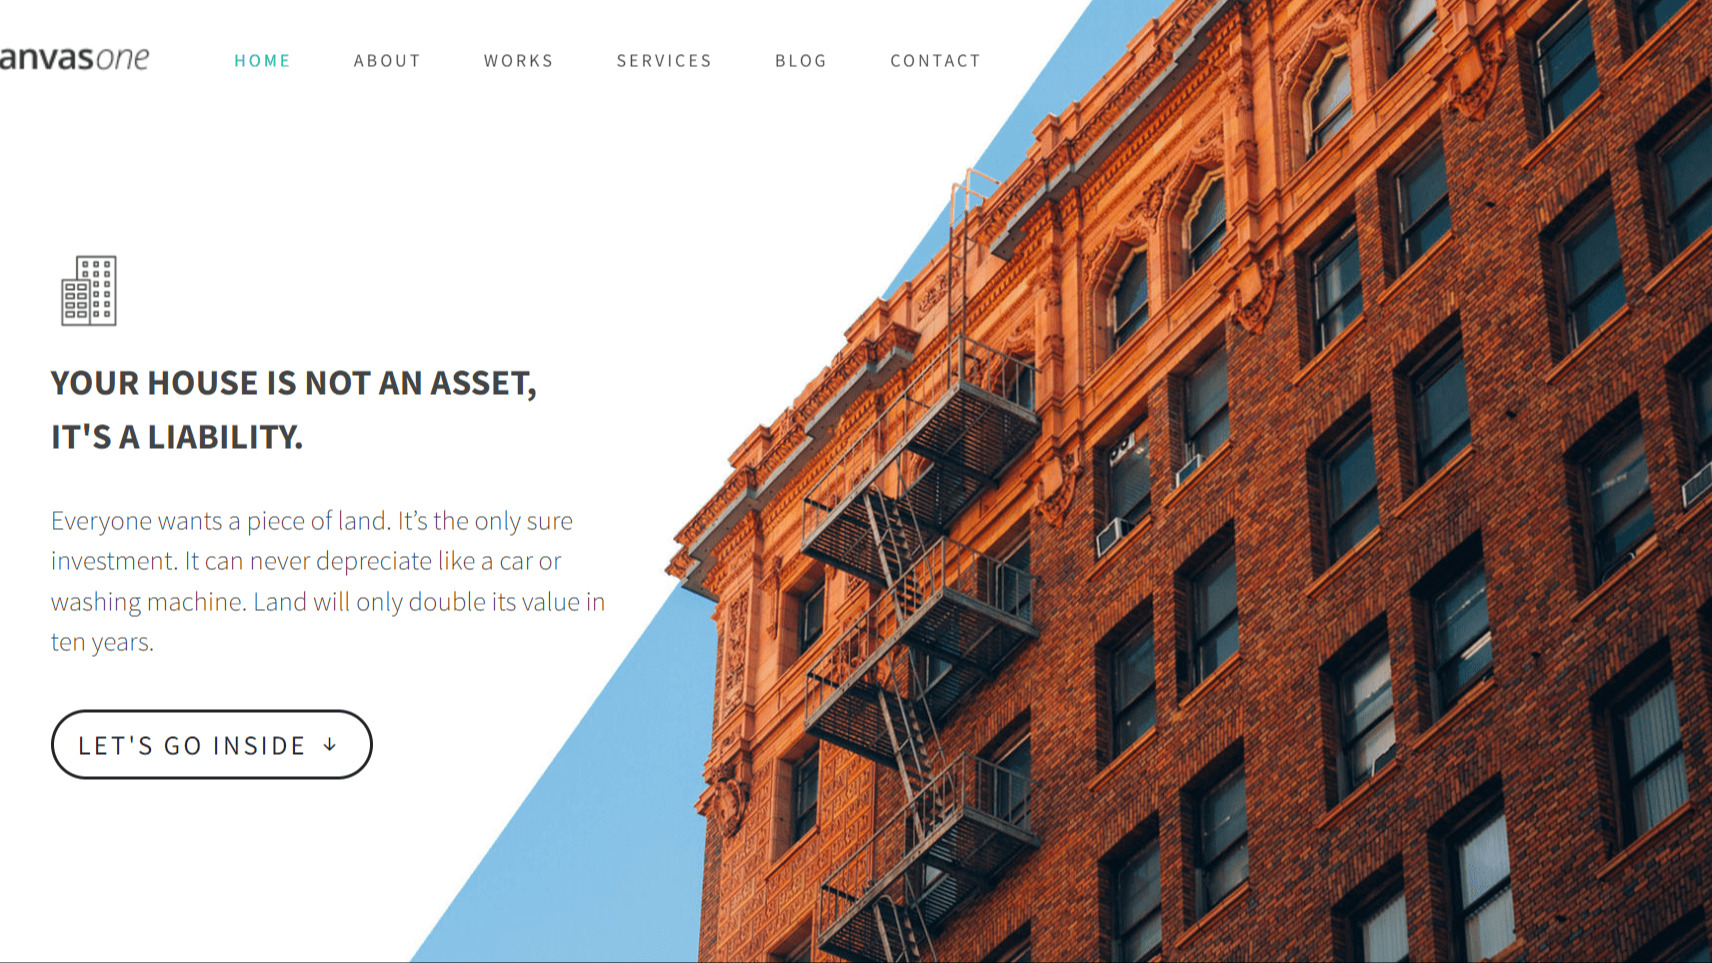 anvasone
HOME ABOUT WORKS SERVICES BLOG CONTACT
YOUR HOUSE IS NOT AN ASSET,
IT'S A LIABILITY.
Everyone wants a piece of land. It’s the only sure
investment. It can never depreciate like a car or
washing machine. Land will only double its value in
ten years.
LET'S GO INSIDE ↓